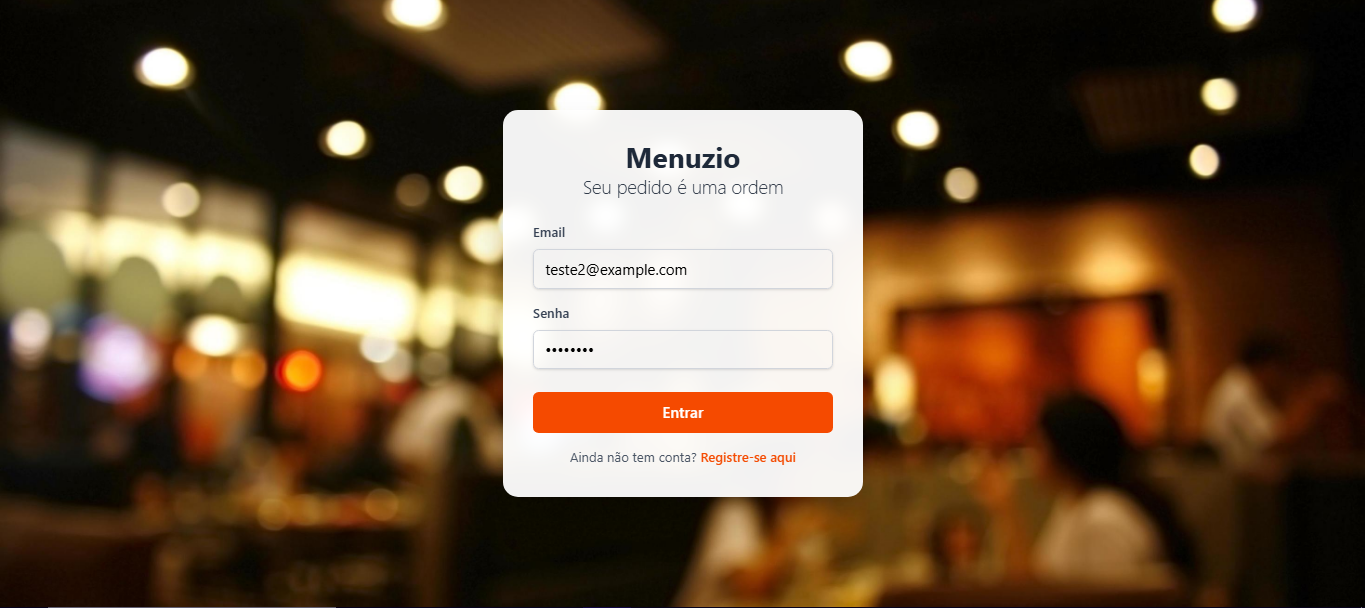 Menuzio
Seu pedido é uma ordem
Email
teste2@example.com
Senha
••••••••
Entrar
Ainda não tem conta? Registre-se aqui